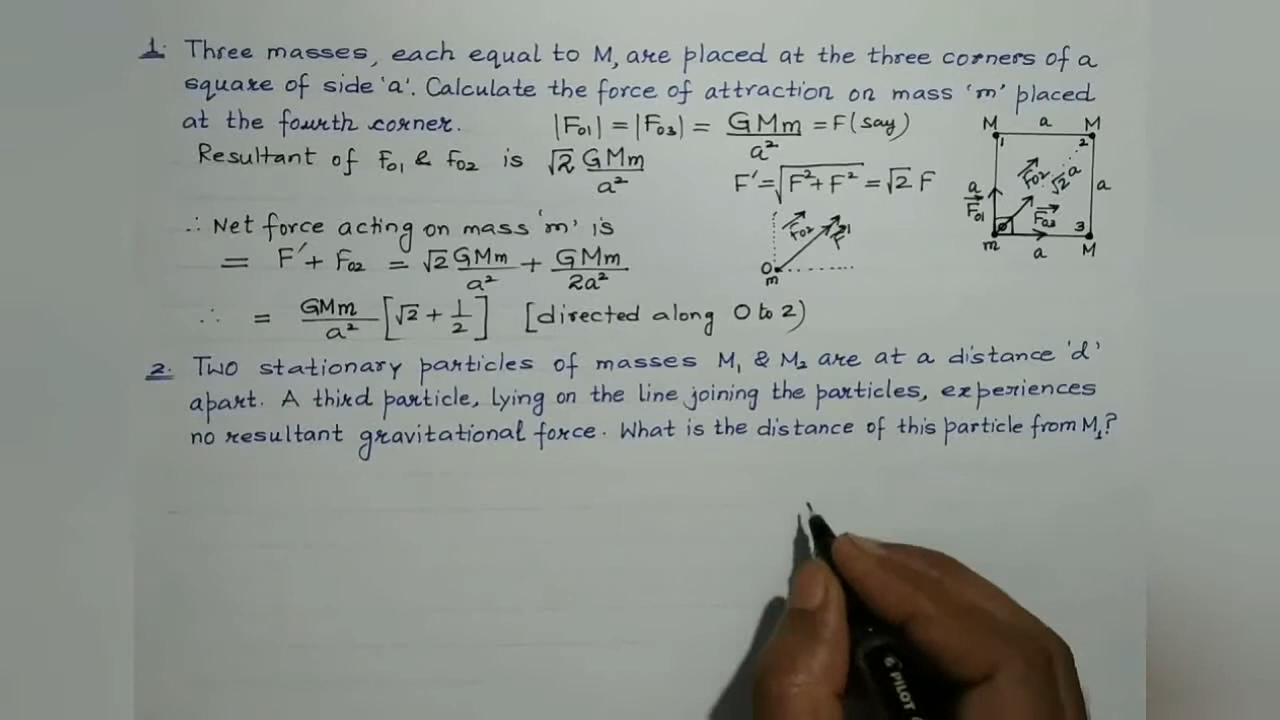 1. Three masses, each equal to M, are placed at the three corners of a
square of side 'a'. Calculate the force of attraction on mass 'm' placed
at the fourth corner. |F₀₁| = |F₀₃| = GMm/a² = F (say)
Resultant of F₀₁ & F₀₂ is √2 GMm/a²
F' = √(F² + F²) = √2 F
∴ Net force acting on mass 'm' is
= F' + F₀₂ = √2 GMm/a² + GMm/2a²
∴ = GMm/a² [√2 + 1/2] [directed along 0 to 2)
M a M
1 2
a F₀₂ √2 a a
F₀₁ F₀₃ 3
m a M
F₀₂ F'
O
m
2. Two stationary particles of masses M₁ & M₂ are at a distance 'd'
apart. A third particle, lying on the line joining the particles, experiences
no resultant gravitational force. What is the distance of this particle from M₁?
PILOT